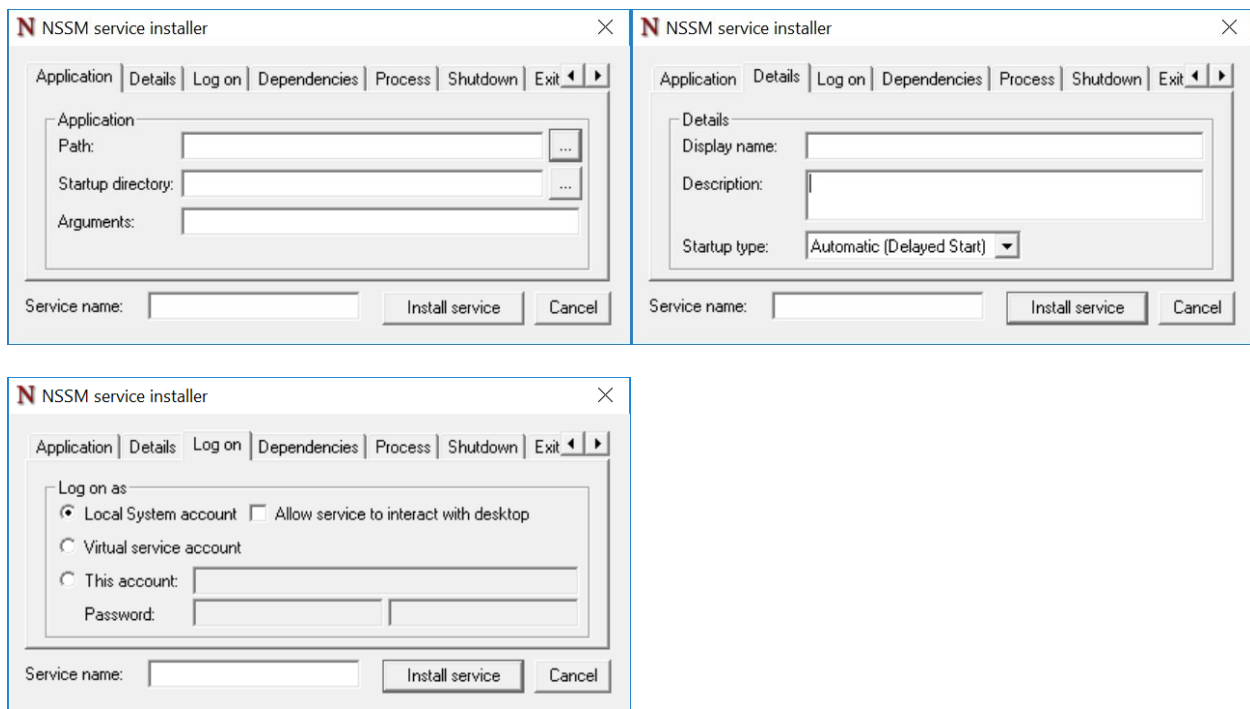 N NSSM service installer
Application Details Log on Dependencies Process Shutdown Exit
Application
Path: ...
Startup directory: ...
Arguments:
Service name: Install service Cancel
N NSSM service installer
Application Details Log on Dependencies Process Shutdown Exit
Details
Display name:
Description:
Startup type: Automatic (Delayed Start)
Service name: Install service Cancel
N NSSM service installer
Application Details Log on Dependencies Process Shutdown Exit
Log on as
Local System account Allow service to interact with desktop
Virtual service account
This account:
Password:
Service name: Install service Cancel